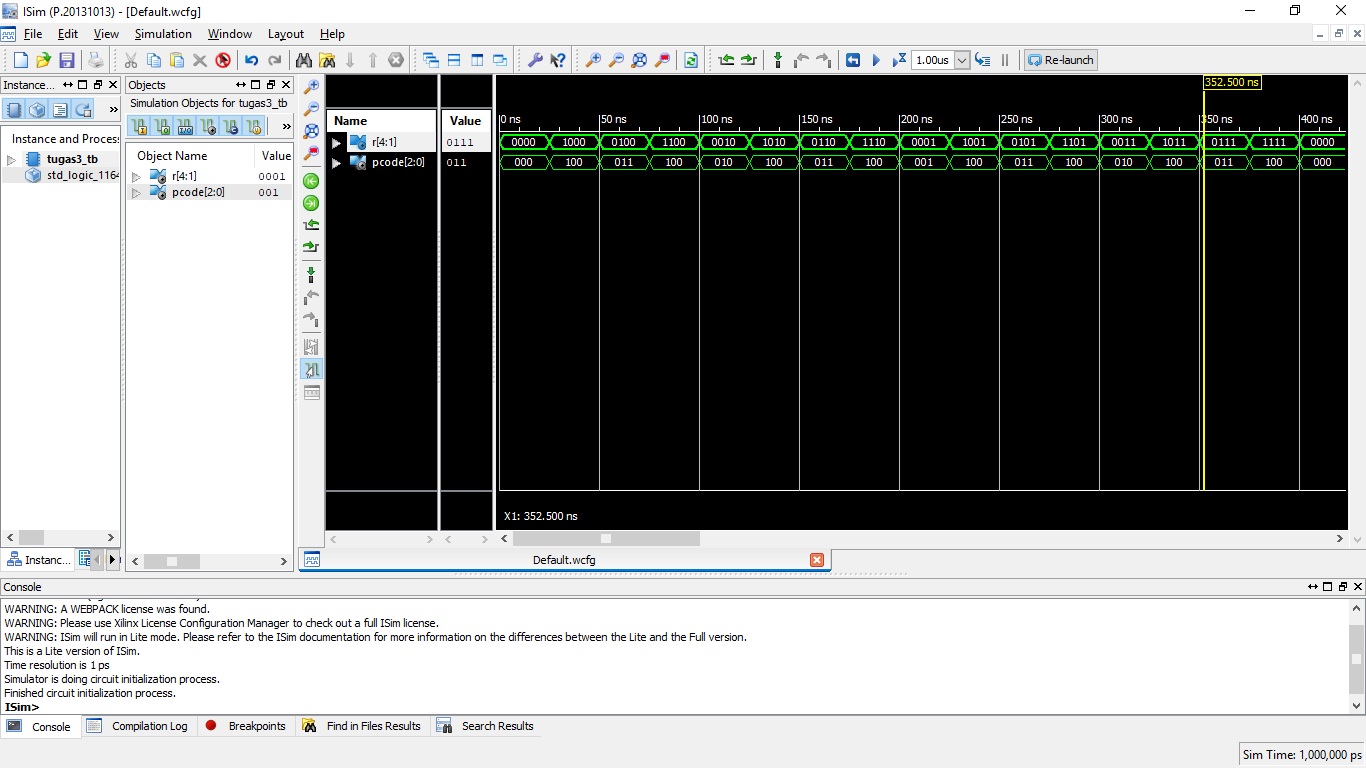 ISim (P.20131013) - [Default.wcfg]
File Edit View Simulation Window Layout Help
1.00us Re-launch
Instance...
Instance and Process
tugas3_tb
std_logic_1164
Instanc...
Objects
Simulation Objects for tugas3_tb
Object Name Value
r[4:1] 0001
pcode[2:0] 001
Name Value
r[4:1] 0111
pcode[2:0] 011
352.500 ns
0 ns 50 ns 100 ns 150 ns 200 ns 250 ns 300 ns 350 ns 400 ns
0000 1000 0100 1100 0010 1010 0110 1110 0001 1001 0101 1101 0011 1011 0111 1111 0000
000 100 011 100 010 100 011 100 001 100 011 100 010 100 011 100 000
X1: 352.500 ns
Default.wcfg
Console
WARNING: A WEBPACK license was found.
WARNING: Please use Xilinx License Configuration Manager to check out a full ISim license.
WARNING: ISim will run in Lite mode. Please refer to the ISim documentation for more information on the differences between the Lite and the Full version.
This is a Lite version of ISim.
Time resolution is 1 ps
Simulator is doing circuit initialization process.
Finished circuit initialization process.
ISim>
Console Compilation Log Breakpoints Find in Files Results Search Results
Sim Time: 1,000,000 ps